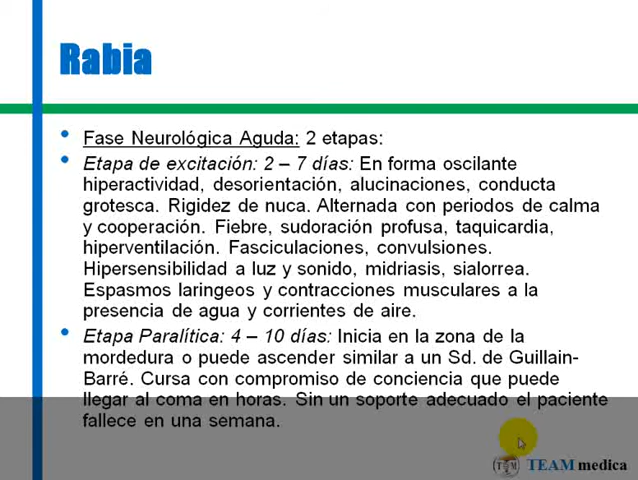 Rabia
• Fase Neurológica Aguda: 2 etapas:
• Etapa de excitación: 2 – 7 días: En forma oscilante
hiperactividad, desorientación, alucinaciones, conducta
grotesca. Rigidez de nuca. Alternada con periodos de calma
y cooperación. Fiebre, sudoración profusa, taquicardia,
hiperventilación. Fasciculaciones, convulsiones.
Hipersensibilidad a luz y sonido, midriasis, sialorrea.
Espasmos laringeos y contracciones musculares a la
presencia de agua y corrientes de aire.
• Etapa Paralítica: 4 – 10 días: Inicia en la zona de la
mordedura o puede ascender similar a un Sd. de Guillain-
Barré. Cursa con compromiso de conciencia que puede
llegar al coma en horas. Sin un soporte adecuado el paciente
fallece en una semana.
TEAM medica